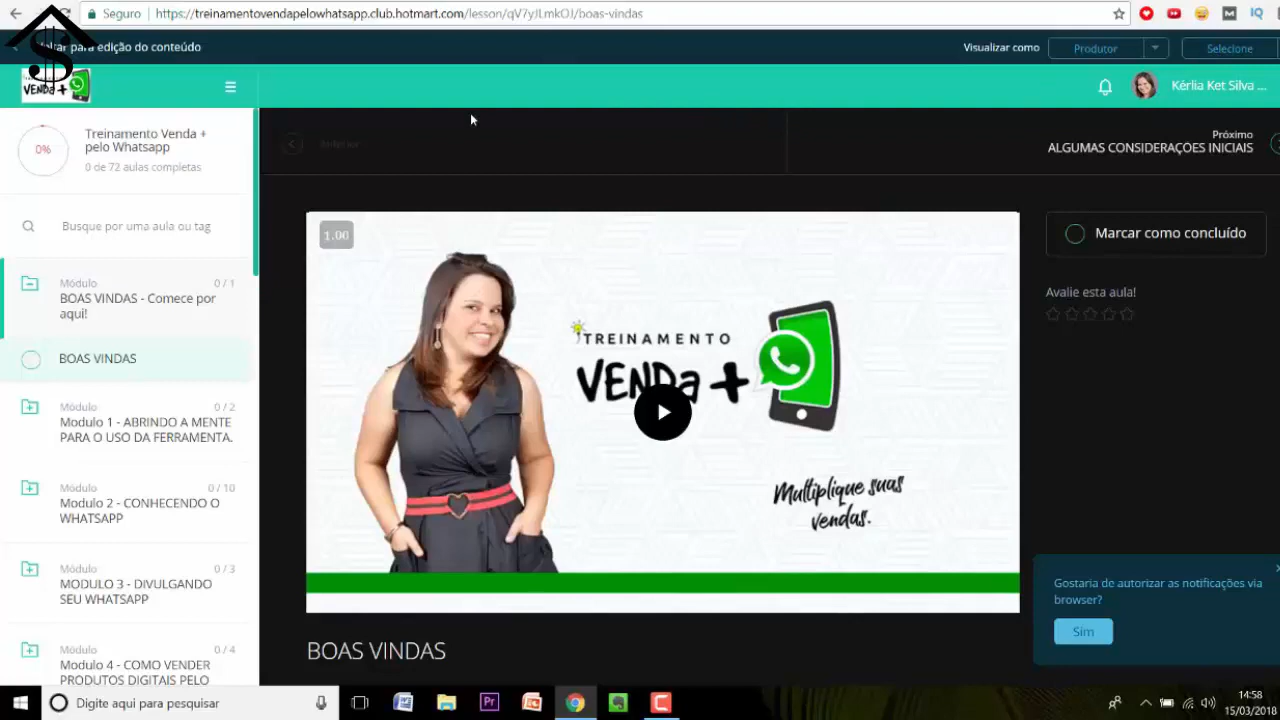 Seguro
https://treinamentovendapelowhatsapp.club.hotmart.com/lesson/qV7yJLmkOJ/boas-vindas
para edição do conteúdo
Visualizar como
Produtor
Selecione
VENDa +
Kérlia Ket Silva ...
0%
Treinamento Venda +
pelo Whatsapp
0 de 72 aulas completas
Anterior
Próximo
ALGUMAS CONSIDERAÇÕES INICIAIS
Busque por uma aula ou tag
Módulo 0 / 1
BOAS VINDAS - Comece por
aqui!
BOAS VINDAS
Módulo 0 / 2
Modulo 1 - ABRINDO A MENTE
PARA O USO DA FERRAMENTA.
Módulo 0 / 10
Modulo 2 - CONHECENDO O
WHATSAPP
Módulo 0 / 3
MODULO 3 - DIVULGANDO
SEU WHATSAPP
Módulo 0 / 4
Modulo 4 - COMO VENDER
PRODUTOS DIGITAIS PELO
1.00
TREINAMENTO
VENDa +
Multiplique suas
vendas.
BOAS VINDAS
Marcar como concluído
Avalie esta aula!
Gostaria de autorizar as notificações via
browser?
Sim
Digite aqui para pesquisar
14:58
15/03/2018